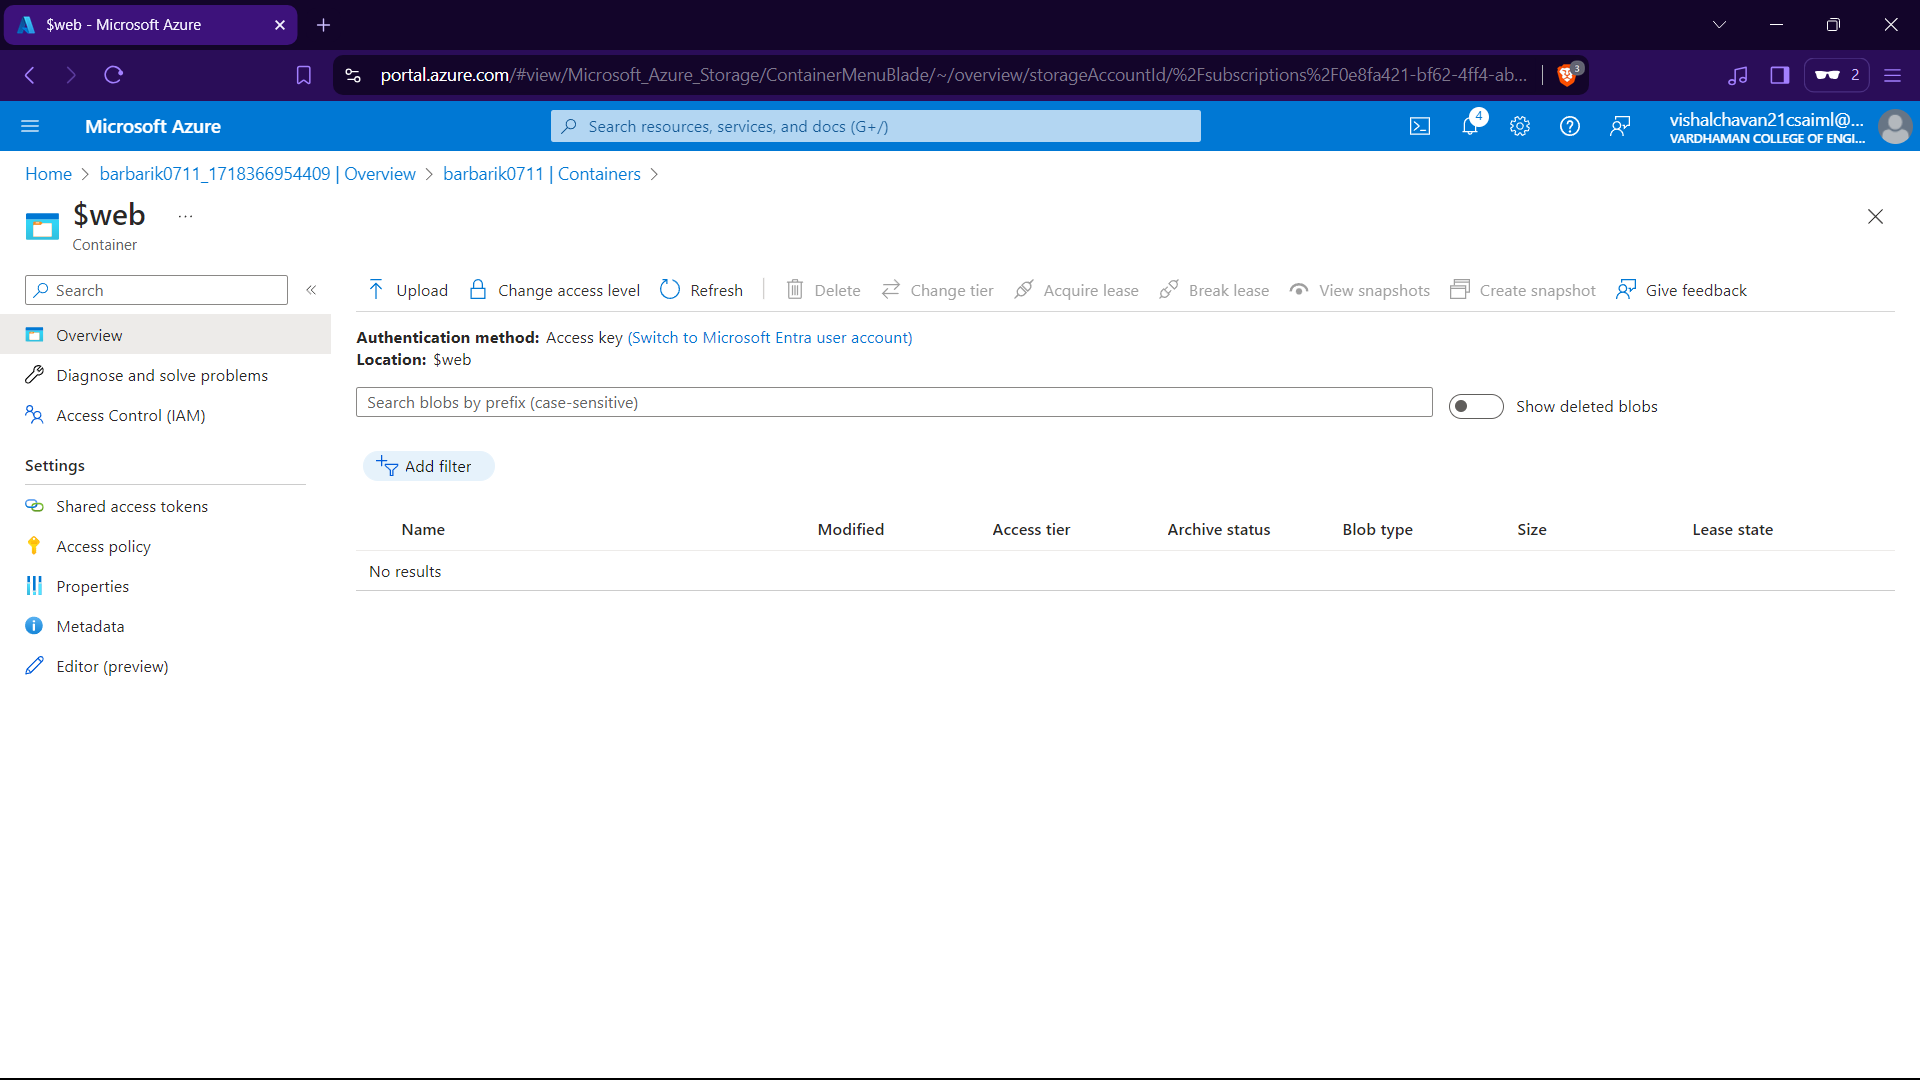 $web - Microsoft Azure
portal.azure.com/#view/Microsoft_Azure_Storage/ContainerMenuBlade/~/overview/storageAccountId/%2Fsubscriptions%2F0e8fa421-bf62-4ff4-ab...
3
2
Microsoft Azure
Search resources, services, and docs (G+/)
4
vishalchavan21csaiml@...
VARDHAMAN COLLEGE OF ENGI...
Home > barbarik0711_1718366954409 | Overview > barbarik0711 | Containers >
$web ...
Container
Search «
Upload Change access level Refresh Delete Change tier Acquire lease Break lease View snapshots Create snapshot Give feedback
Overview
Diagnose and solve problems
Access Control (IAM)
Settings
Shared access tokens
Access policy
Properties
Metadata
Editor (preview)
Authentication method: Access key (Switch to Microsoft Entra user account)
Location: $web
Search blobs by prefix (case-sensitive)
Show deleted blobs
Add filter
Name Modified Access tier Archive status Blob type Size Lease state
No results